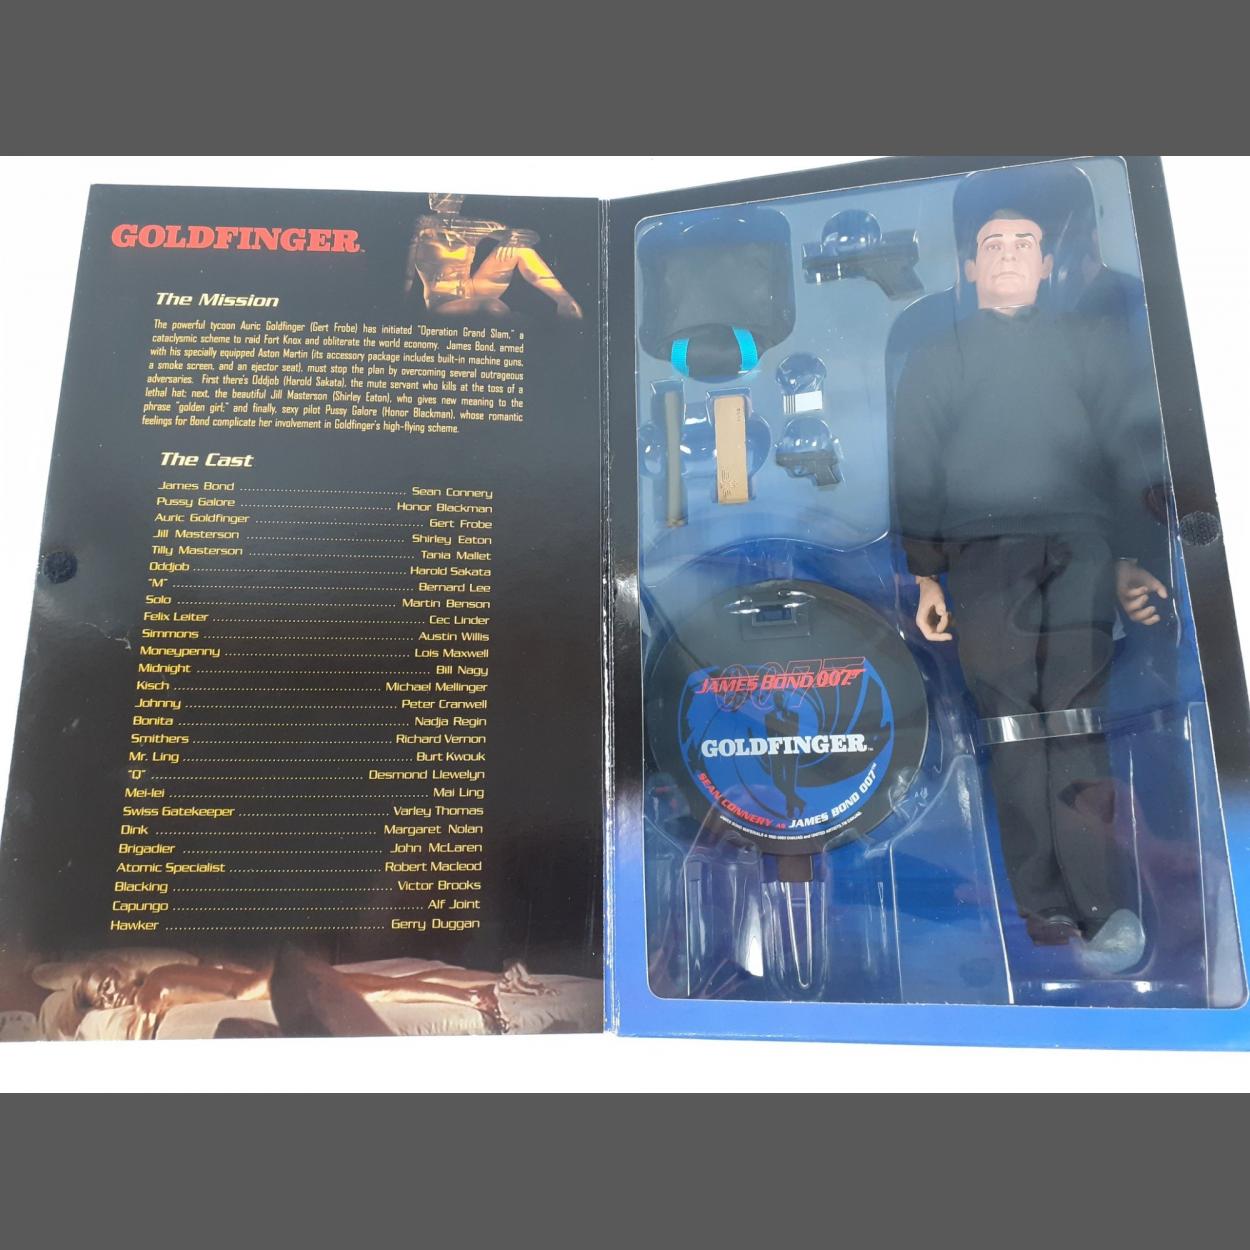 GOLDFINGER™
The Mission
The powerful tycoon Auric Goldfinger (Gert Frobe) has initiated "Operation Grand Slam," a
cataclysmic scheme to raid Fort Knox and obliterate the world economy. James Bond, armed
with his specially equipped Aston Martin (its accessory package includes built-in machine guns,
a smoke screen, and an ejector seat), must stop the plan by overcoming several outrageous
adversaries. First there's Oddjob (Harold Sakata), the mute servant who kills at the toss of a
lethal hat; next, the beautiful Jill Masterson (Shirley Eaton), who gives new meaning to the
phrase "golden girl;" and finally, sexy pilot Pussy Galore (Honor Blackman), whose romantic
feelings for Bond complicate her involvement in Goldfinger's high-flying scheme.
The Cast
James Bond ........ Sean Connery
Pussy Galore ........ Honor Blackman
Auric Goldfinger ........ Gert Frobe
Jill Masterson ........ Shirley Eaton
Tilly Masterson ........ Tania Mallet
Oddjob ........ Harold Sakata
"M" ........ Bernard Lee
Solo ........ Martin Benson
Felix Leiter ........ Cec Linder
Simmons ........ Austin Willis
Moneypenny ........ Lois Maxwell
Midnight ........ Bill Nagy
Kisch ........ Michael Mellinger
Johnny ........ Peter Cranwell
Bonita ........ Nadja Regin
Smithers ........ Richard Vernon
Mr. Ling ........ Burt Kwouk
"Q" ........ Desmond Llewelyn
Mei-lei ........ Mai Ling
Swiss Gatekeeper ........ Varley Thomas
Dink ........ Margaret Nolan
Brigadier ........ John McLaren
Atomic Specialist ........ Robert Macleod
Blacking ........ Victor Brooks
Capungo ........ Alf Joint
Hawker ........ Gerry Duggan
007
JAMES BOND 007
GOLDFINGER™
SEAN CONNERY AS JAMES BOND 007™